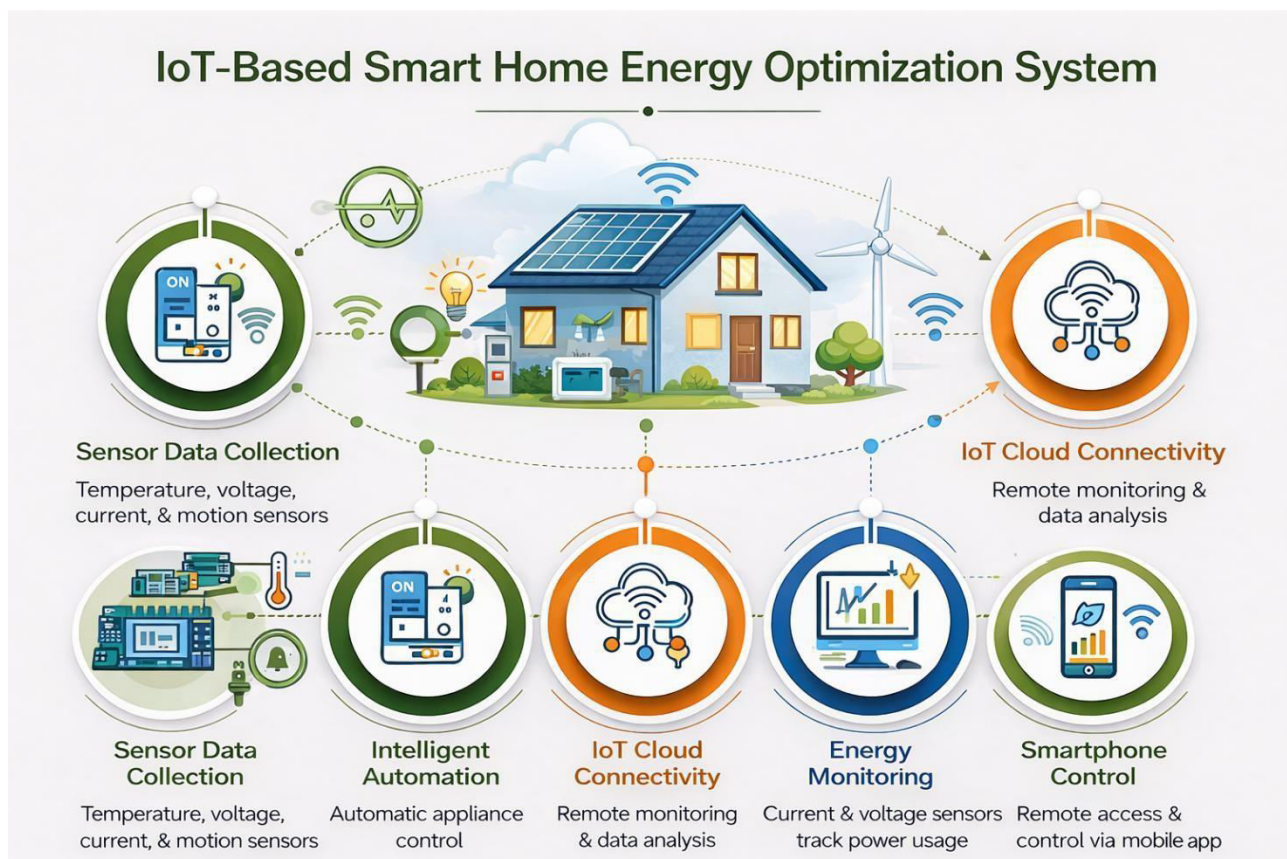 IoT-Based Smart Home Energy Optimization System
ON
Sensor Data Collection
Temperature, voltage,
current, & motion sensors
IoT Cloud Connectivity
Remote monitoring &
data analysis
ON
Sensor Data
Collection
Temperature, voltage,
current, & motion sensors
Intelligent
Automation
Automatic appliance
control
IoT Cloud
Connectivity
Remote monitoring
& data analysis
Energy
Monitoring
Current & voltage sensors
track power usage
Smartphone
Control
Remote access &
control via mobile app